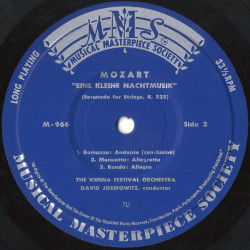 MMS
MUSICAL MASTERPIECE SOCIETY
LONG PLAYING
33⅓ RPM
MOZART
"EINE KLEINE NACHTMUSIK"
(Serenade for Strings, K. 525)
M-966
Side 2
1. Romanza: Andante (conclusion)
2. Menuetto: Allegretto
3. Rondo: Allegro
THE VIENNA FESTIVAL ORCHESTRA
DAVID JOSEFOWITZ, conductor
MUSICAL MASTERPIECE SOCIETY